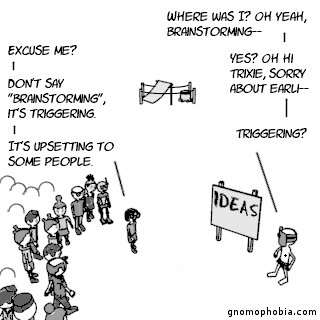 WHERE WAS I? OH YEAH,
BRAINSTORMING--
EXCUSE ME?
YES? OH HI
TRIXIE, SORRY
ABOUT EARLI--
DON'T SAY
"BRAINSTORMING",
IT'S TRIGGERING.
TRIGGERING?
IT'S UPSETTING TO
SOME PEOPLE.
IDEAS
gnomophobia.com